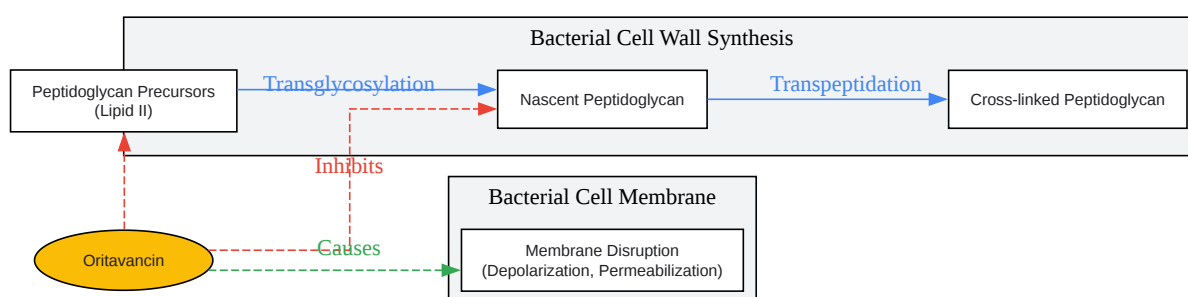 Bacterial Cell Wall Synthesis
Peptidoglycan Precursors
(Lipid II)
Transglycosylation
Nascent Peptidoglycan
Transpeptidation
Cross-linked Peptidoglycan
Inhibits
Bacterial Cell Membrane
Oritavancin
Causes
Membrane Disruption
(Depolarization, Permeabilization)